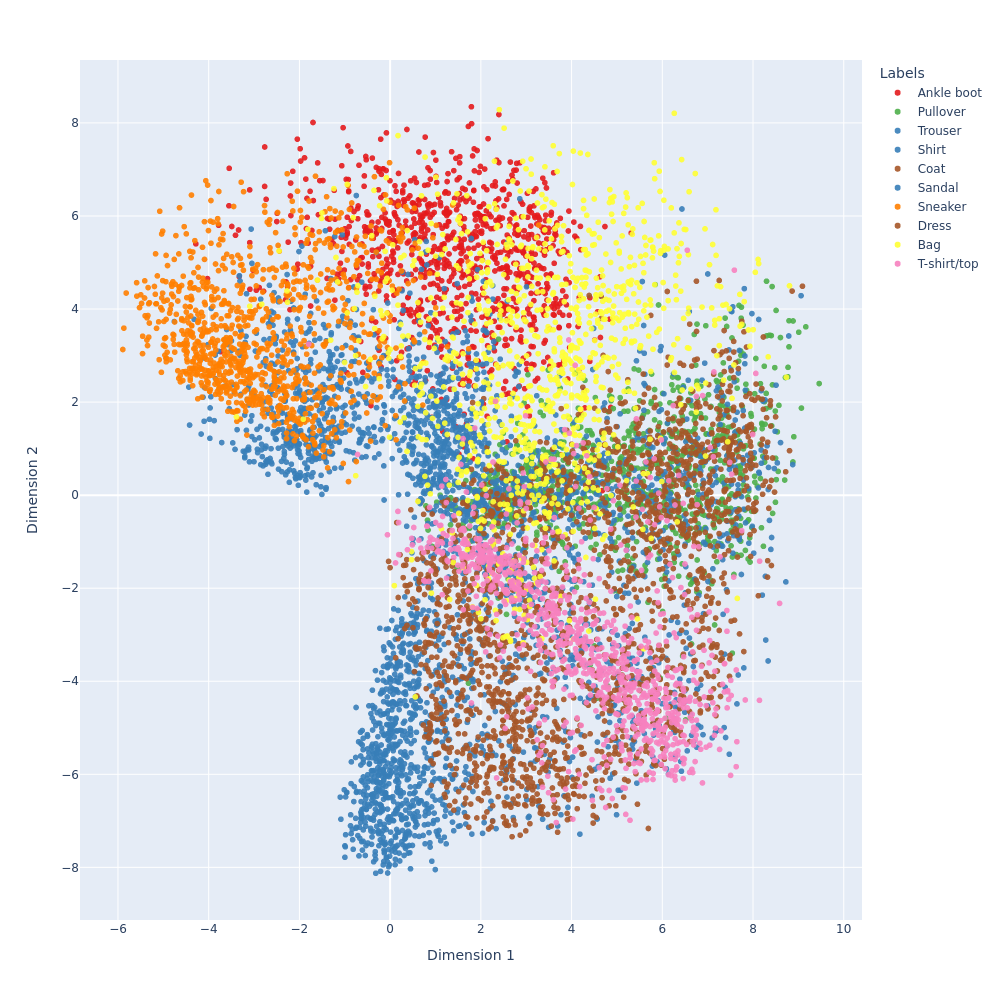 Labels
Ankle boot
Pullover
Trouser
Shirt
Coat
Sandal
Sneaker
Dress
Bag
T-shirt/top
8
6
4
2
0
−2
−4
−6
−8
Dimension 2
−6 −4 −2 0 2 4 6 8 10
Dimension 1